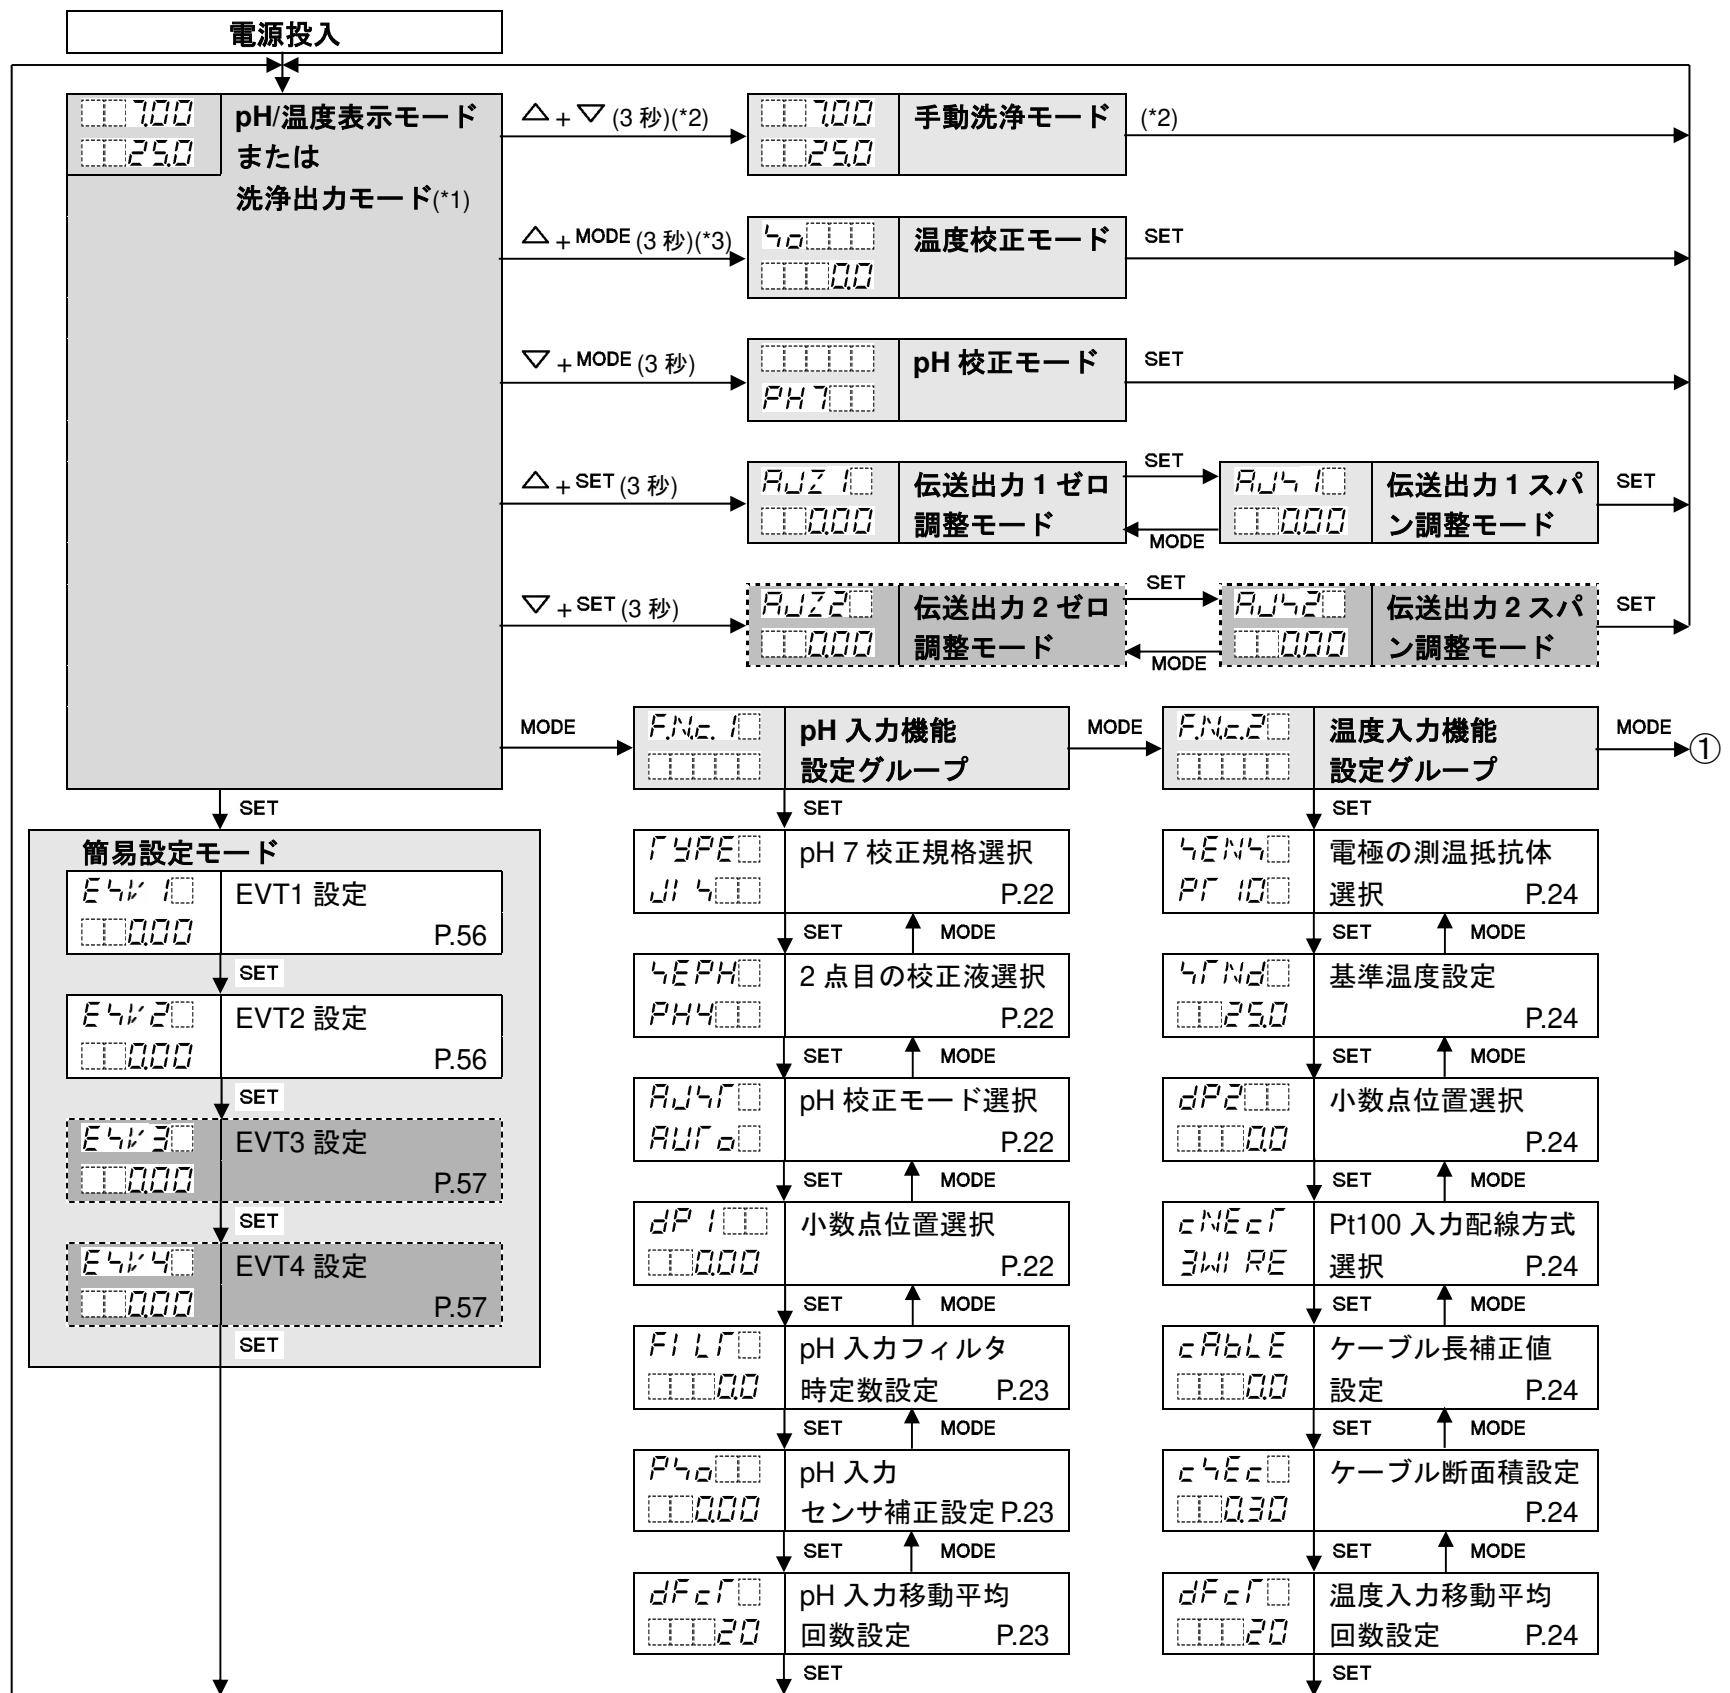 電源投入
7.00
25.0
pH/温度表示モード
または
洗浄出力モード(*1)
△ + ▽ (3 秒)(*2)
7.00
25.0
手動洗浄モード
(*2)
△ + MODE (3 秒)(*3)
So
0.0
温度校正モード
SET
▽ + MODE (3 秒)
PH7
pH 校正モード
SET
△ + SET (3 秒)
AJZ1
0.00
伝送出力 1 ゼロ
調整モード
SET
MODE
AJS1
0.00
伝送出力 1 スパ
ン調整モード
SET
▽ + SET (3 秒)
AJZ2
0.00
伝送出力 2 ゼロ
調整モード
SET
MODE
AJS2
0.00
伝送出力 2 スパ
ン調整モード
SET
MODE
F.Nc.1
pH 入力機能
設定グループ
MODE
F.Nc.2
温度入力機能
設定グループ
MODE
①
SET
簡易設定モード
ESV1
0.00
EVT1 設定
P.56
SET
ESV2
0.00
EVT2 設定
P.56
SET
ESV3
0.00
EVT3 設定
P.57
SET
ESV4
0.00
EVT4 設定
P.57
SET
SET
TYPE
JIS
pH 7 校正規格選択
P.22
SET
MODE
SEPH
PH4
2 点目の校正液選択
P.22
SET
MODE
AJST
AUTo
pH 校正モード選択
P.22
SET
MODE
dP1
0.00
小数点位置選択
P.22
SET
MODE
FILT
0.0
pH 入力フィルタ
時定数設定 P.23
SET
MODE
PSo
0.00
pH 入力
センサ補正設定 P.23
SET
MODE
dFcT
20
pH 入力移動平均
回数設定 P.23
SET
SET
SENS
PT10
電極の測温抵抗体
選択 P.24
SET
MODE
STNd
25.0
基準温度設定
P.24
SET
MODE
dP2
0.0
小数点位置選択
P.24
SET
MODE
cNEcT
3WIRE
Pt100 入力配線方式
選択 P.24
SET
MODE
cAbLE
0.0
ケーブル長補正値
設定 P.24
SET
MODE
cSEc
0.30
ケーブル断面積設定
P.24
SET
MODE
dFcT
20
温度入力移動平均
回数設定 P.24
SET